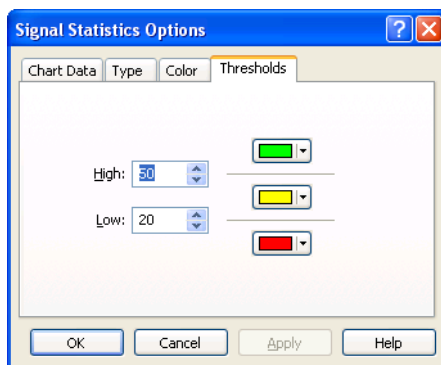 Signal Statistics Options
?
Chart Data Type Color Thresholds
High: 50
Low: 20
OK Cancel Apply Help